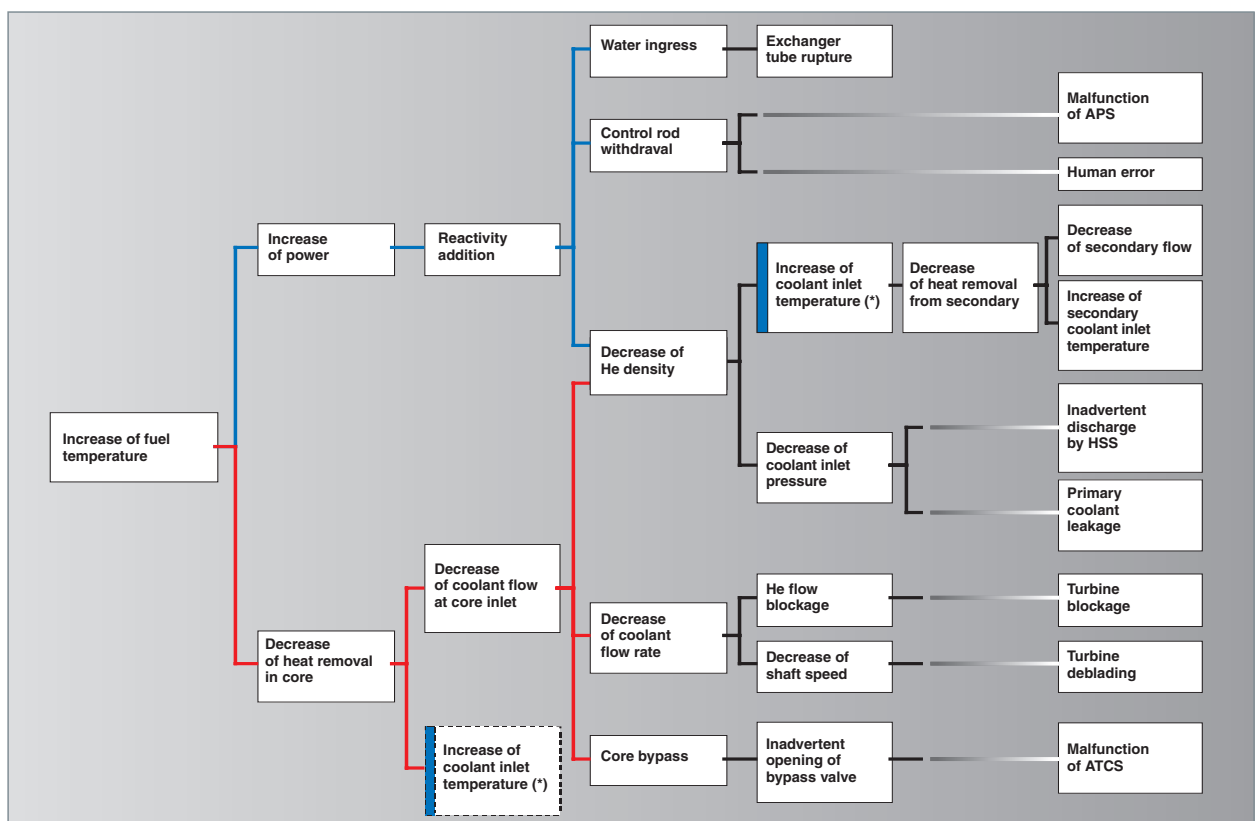 Water ingress
Exchanger
tube rupture
Malfunction
of APS
Control rod
withdraval
Human error
Increase
of power
Reactivity
addition
Decrease
of secondary flow
Increase of
coolant inlet
temperature (*)
Decrease
of heat removal
from secondary
Increase of
secondary
coolant inlet
temperature
Decrease of
He density
Increase of fuel
temperature
Decrease of
coolant inlet
pressure
Inadvertent
discharge
by HSS
Primary
coolant
leakage
Decrease
of coolant flow
at core inlet
He flow
blockage
Turbine
blockage
Decrease
of heat removal
in core
Decrease
of coolant
flow rate
Decrease of
shaft speed
Turbine
deblading
Increase of
coolant inlet
temperature (*)
Core bypass
Inadvertent
opening of
bypass valve
Malfunction
of ATCS